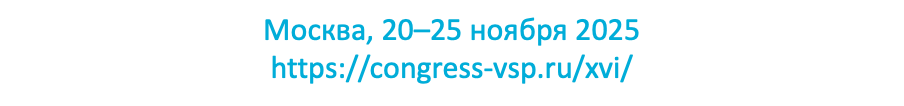 Москва, 20–25 ноября 2025
https://congress-vsp.ru/xvi/